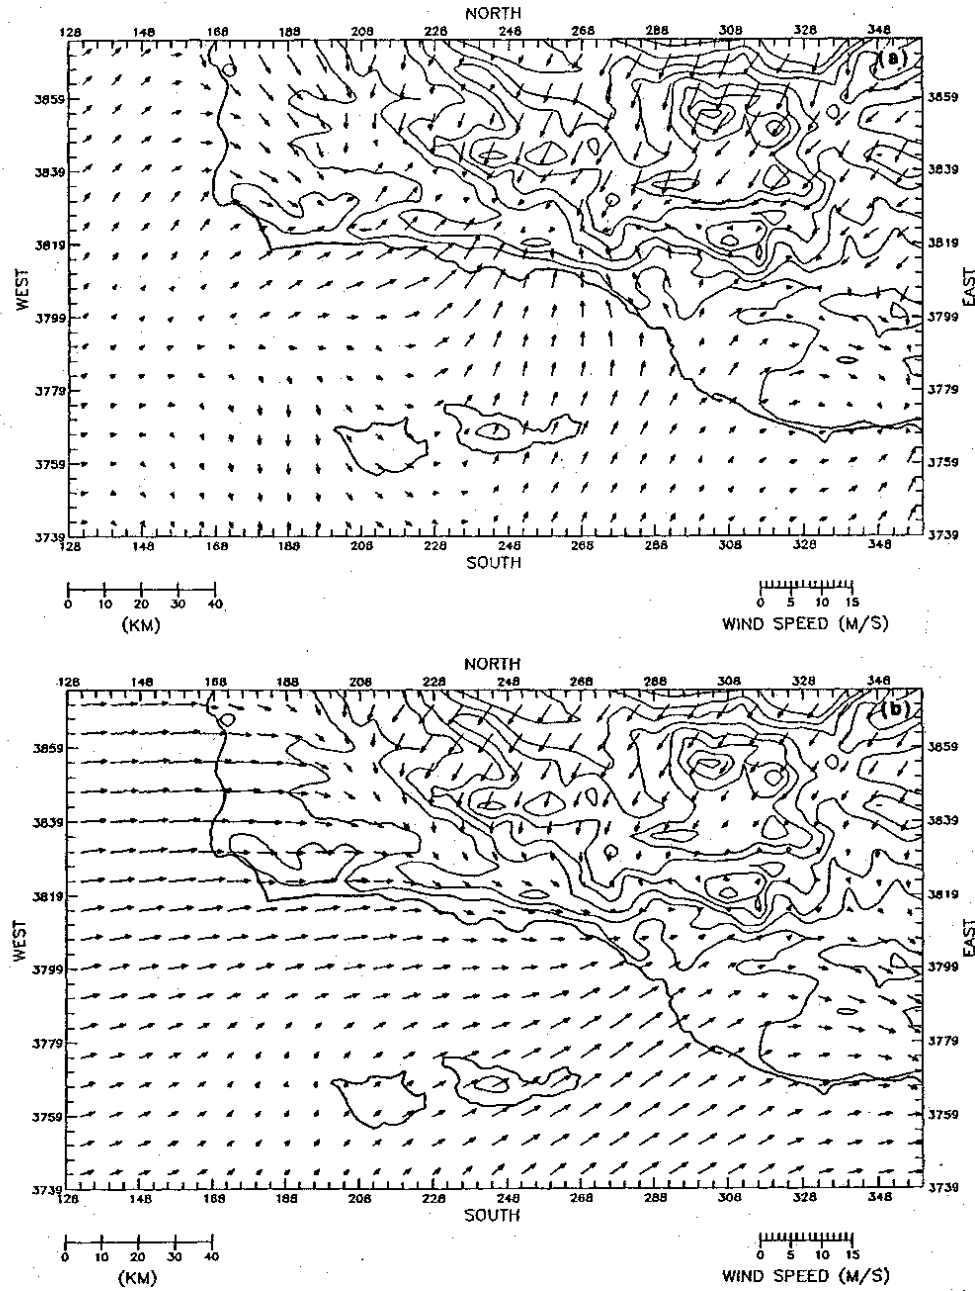 NORTH
128 148 168 188 208 228 248 268 288 308 328 348
(a)
3859 3859
3839 3839
3819 3819
WEST EAST
3799 3799
3779 3779
3759 3759
3739 3739
128 148 168 188 208 228 248 268 288 308 328 348
SOUTH
0 10 20 30 40 0 5 10 15
(KM) WIND SPEED (M/S)
NORTH
128 148 168 188 208 228 248 268 288 308 328 348
(b)
3859 3859
3839 3839
3819 3819
WEST EAST
3799 3799
3779 3779
3759 3759
3739 3739
128 148 168 188 208 228 248 268 288 308 328 348
SOUTH
0 10 20 30 40 0 5 10 15
(KM) WIND SPEED (M/S)